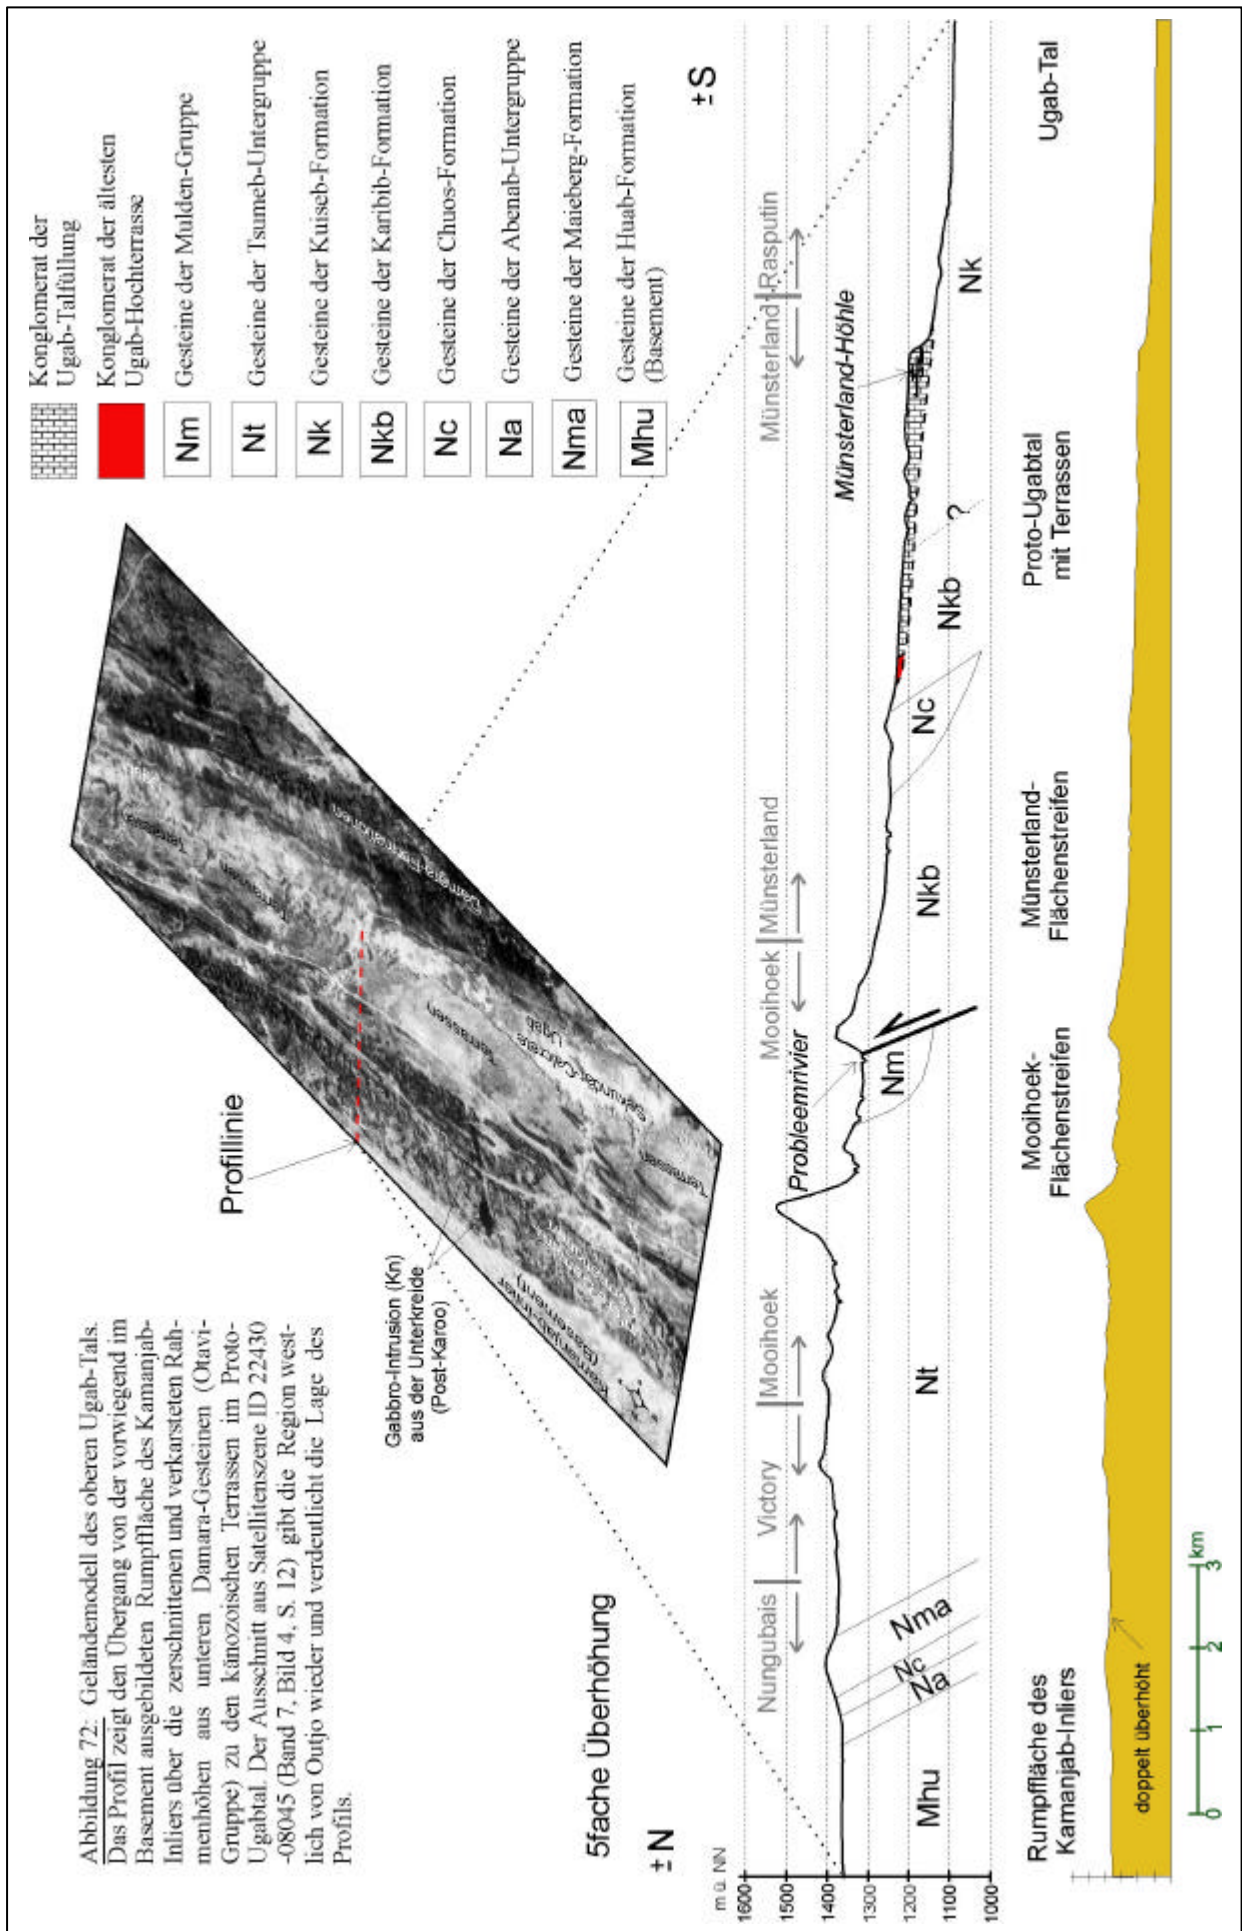 Abbildung 72: Geländemodell des oberen Ugab-Tals.
Das Profil zeigt den Übergang von der vorwiegend im
Basement ausgebildeten Rumpffläche des Kamanjab-
Inliers über die zerschnittenen und verkarsteten Rah-
menhöhen aus unteren Damara-Gesteinen (Otavi-
Gruppe) zu den känozoischen Terrassen im Proto-
Ugabtal. Der Ausschnitt aus Satellitenszene ID 22430
-08045 (Band 7, Bild 4, S. 12) gibt die Region west-
lich von Outjo wieder und verdeutlicht die Lage des
Profils.
Profillinie
Gabbro-Intrusion (Kn)
aus der Unterkreide
(Post-Karoo)
Kamanjab-Inlier
(Basement)
Terrassen
Terrassen
Terrassen
Terrassen
Ugab
Konglomerat der
Ugab-Talfüllung
Konglomerat der ältesten
Ugab-Hochterrasse
Nm Gesteine der Mulden-Gruppe
Nt Gesteine der Tsumeb-Untergruppe
Nk Gesteine der Kuiseb-Formation
Nkb Gesteine der Karibib-Formation
Nc Gesteine der Chuos-Formation
Na Gesteine der Abenab-Untergruppe
Nma Gesteine der Maieberg-Formation
Mhu Gesteine der Huab-Formation
(Basement)
5fache Überhöhung
± N
± S
m ü. NN
1600
1500
1400
1300
1200
1100
1000
Nungubais
Victory
Mooihoek
Mooihoek
Münsterland
Münsterland
Rasputin
Probleemrivier
Münsterland-Höhle
Mhu
Na
Nc
Nma
Nt
Nm
Nkb
Nc
Nkb
?
Nk
Rumpffläche des
Kamanjab-Inliers
Mooihoek-
Flächenstreifen
Münsterland-
Flächenstreifen
Proto-Ugabtal
mit Terrassen
Ugab-Tal
doppelt überhöht
0 1 2 3
km